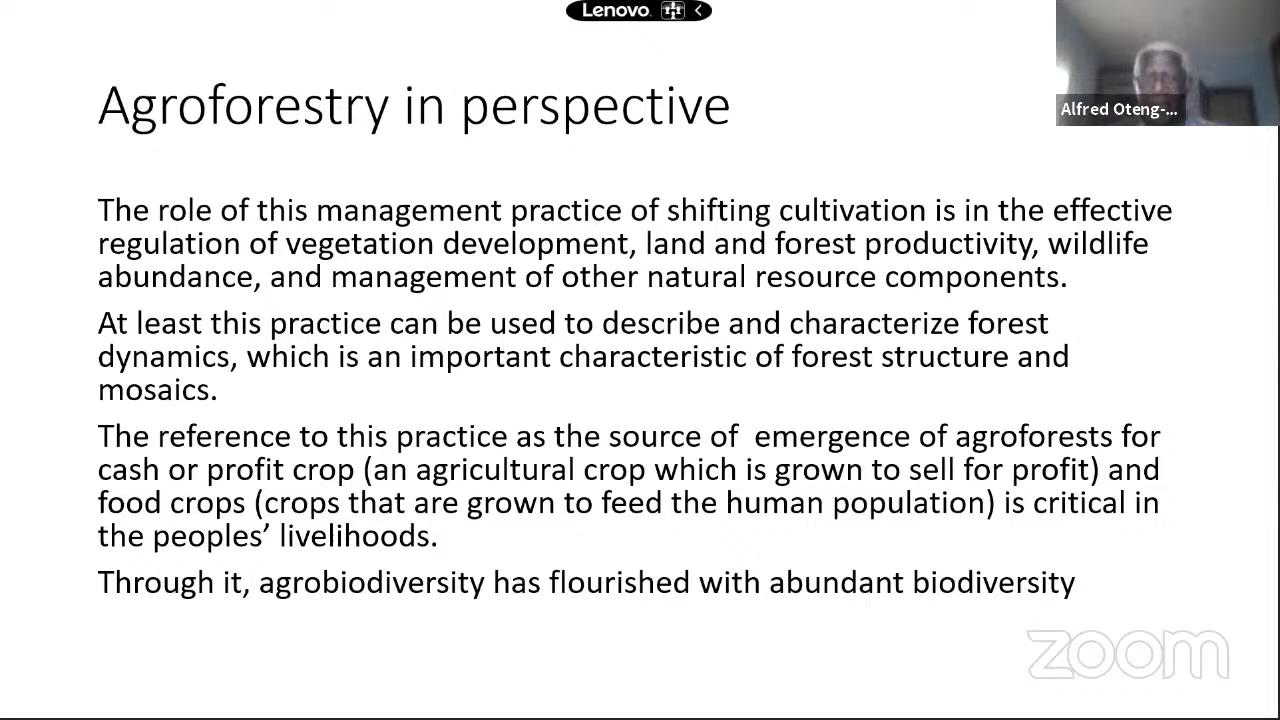 Lenovo
Agroforestry in perspective
Alfred Oteng-...
The role of this management practice of shifting cultivation is in the effective
regulation of vegetation development, land and forest productivity, wildlife
abundance, and management of other natural resource components.
At least this practice can be used to describe and characterize forest
dynamics, which is an important characteristic of forest structure and
mosaics.
The reference to this practice as the source of  emergence of agroforests for
cash or profit crop (an agricultural crop which is grown to sell for profit) and
food crops (crops that are grown to feed the human population) is critical in
the peoples’ livelihoods.
Through it, agrobiodiversity has flourished with abundant biodiversity
zoom